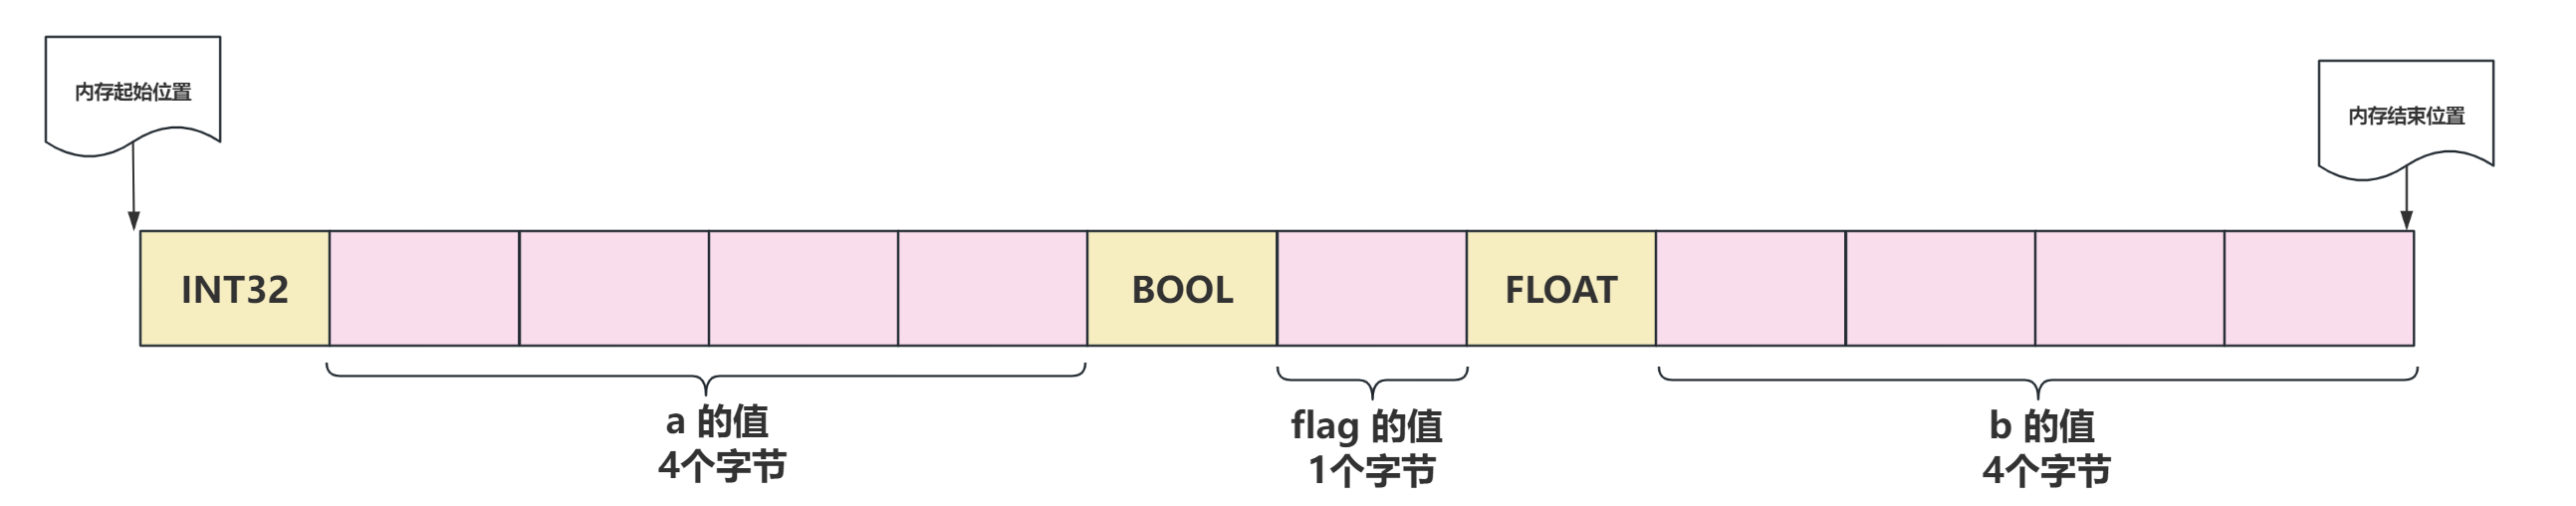 内存起始位置
内存结束位置
INT32
BOOL
FLOAT
a 的值
4个字节
flag 的值
1个字节
b 的值
4个字节